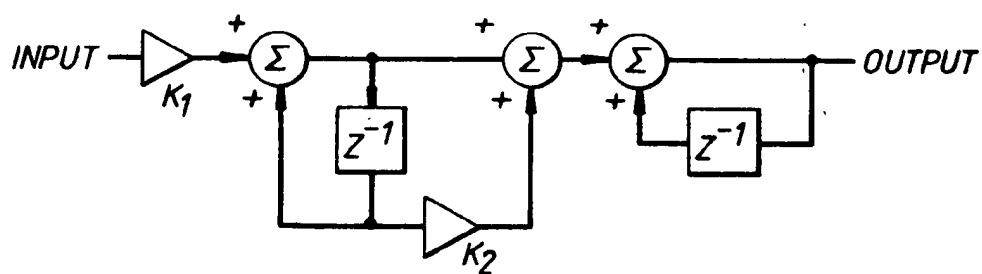 INPUT
K1
+
+
Σ
Z^-1
K2
+
+
Σ
+
+
Σ
Z^-1
OUTPUT